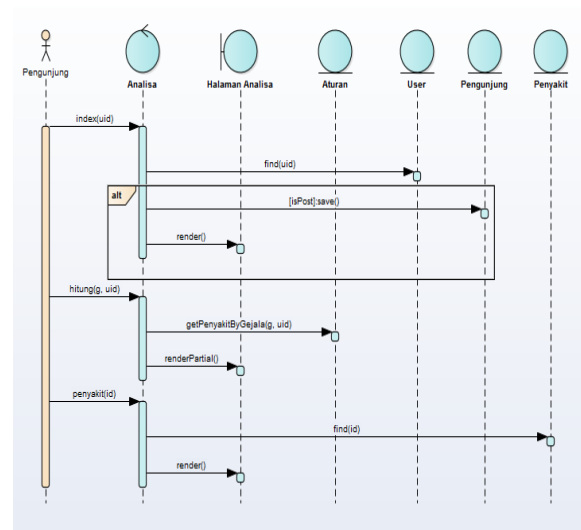 Pengunjung
Analisa
Halaman Analisa
Aturan
User
Pengunjung
Penyakit
index(uid)
find(uid)
alt
[isPost]:save()
render()
hitung(g, uid)
getPenyakitByGejala(g, uid)
renderPartial()
penyakit(id)
find(id)
render()